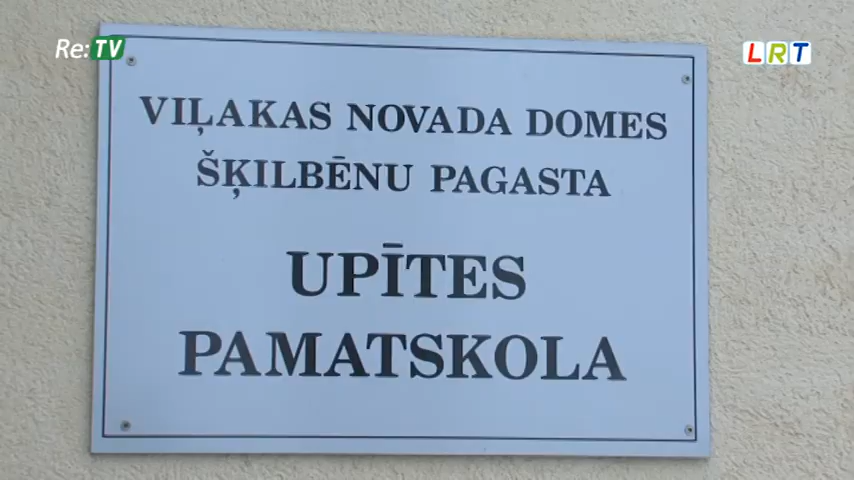 Re:TV
LRT
VIĻAKAS NOVADA DOMES
ŠĶILBĒNU PAGASTA
UPĪTES
PAMATSKOLA